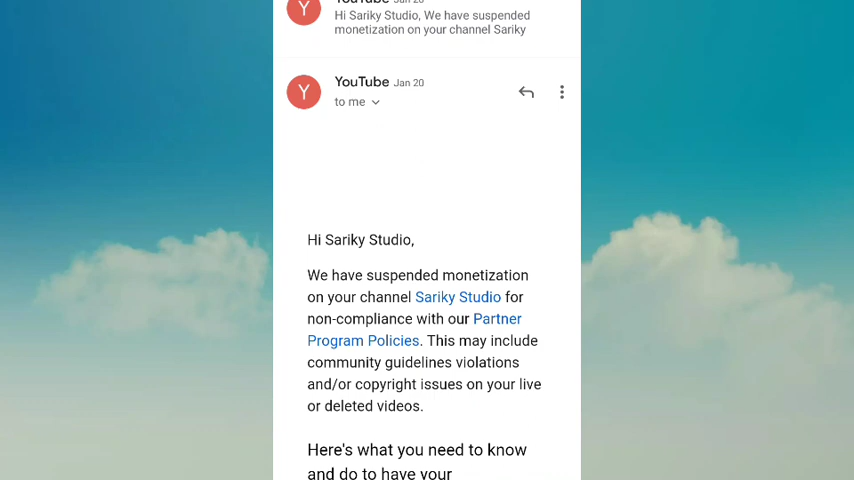 Y YouTube Jan 20
Hi Sariky Studio, We have suspended
monetization on your channel Sariky
Y YouTube Jan 20
to me
Hi Sariky Studio,
We have suspended monetization
on your channel Sariky Studio for
non-compliance with our Partner
Program Policies. This may include
community guidelines violations
and/or copyright issues on your live
or deleted videos.
Here's what you need to know
and do to have your